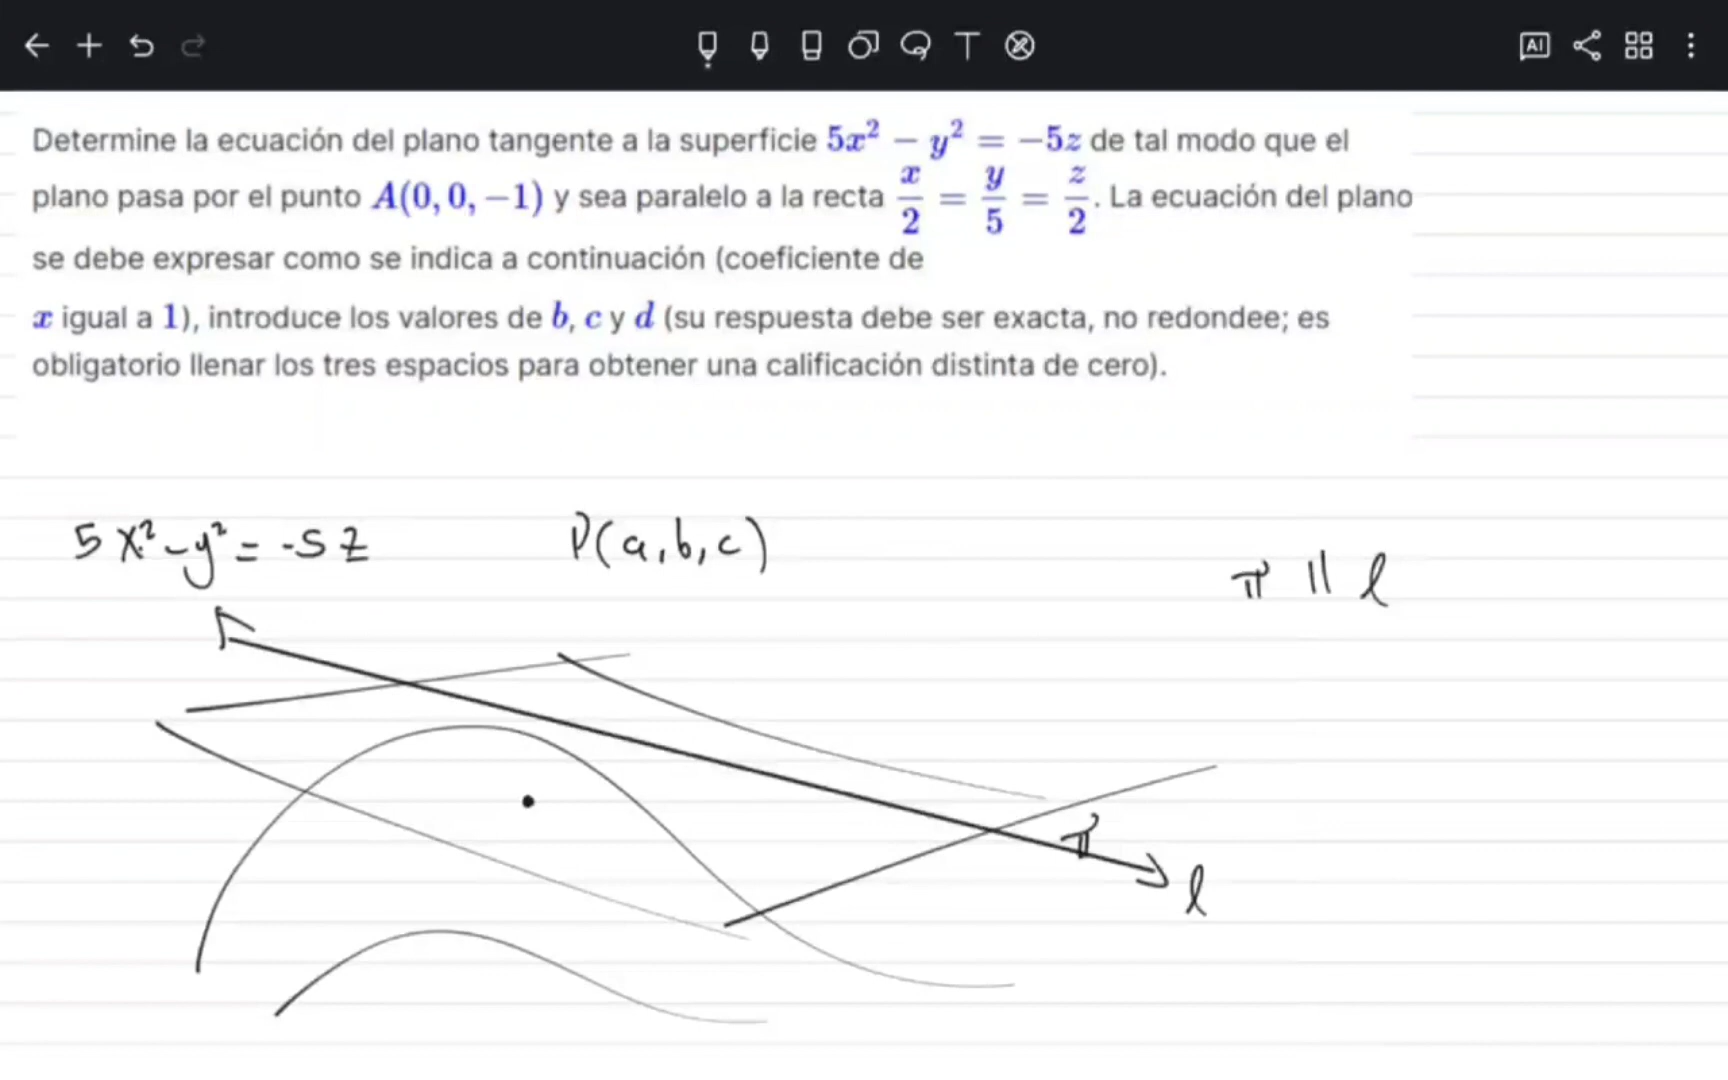 AI
Determine la ecuación del plano tangente a la superficie 5x² − y² = −5z de tal modo que el
plano pasa por el punto A(0, 0, −1) y sea paralelo a la recta x/2 = y/5 = z/2. La ecuación del plano
se debe expresar como se indica a continuación (coeficiente de
x igual a 1), introduce los valores de b, c y d (su respuesta debe ser exacta, no redondee; es
obligatorio llenar los tres espacios para obtener una calificación distinta de cero).
5x² - y² = -5z
P(a, b, c)
π || ℓ
π
ℓ